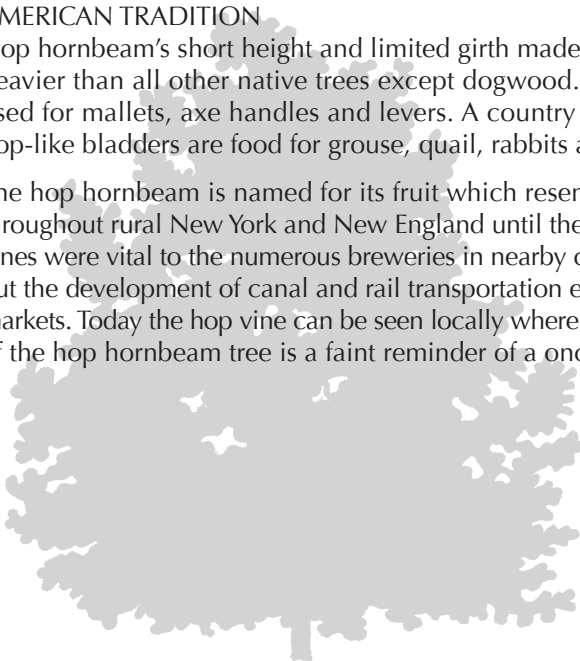 MERICAN TRADITION
op hornbeam's short height and limited girth made
eavier than all other native trees except dogwood.
sed for mallets, axe handles and levers. A country
op-like bladders are food for grouse, quail, rabbits a
he hop hornbeam is named for its fruit which resem
roughout rural New York and New England until the
nes were vital to the numerous breweries in nearby c
ut the development of canal and rail transportation e
arkets. Today the hop vine can be seen locally where
f the hop hornbeam tree is a faint reminder of a onc